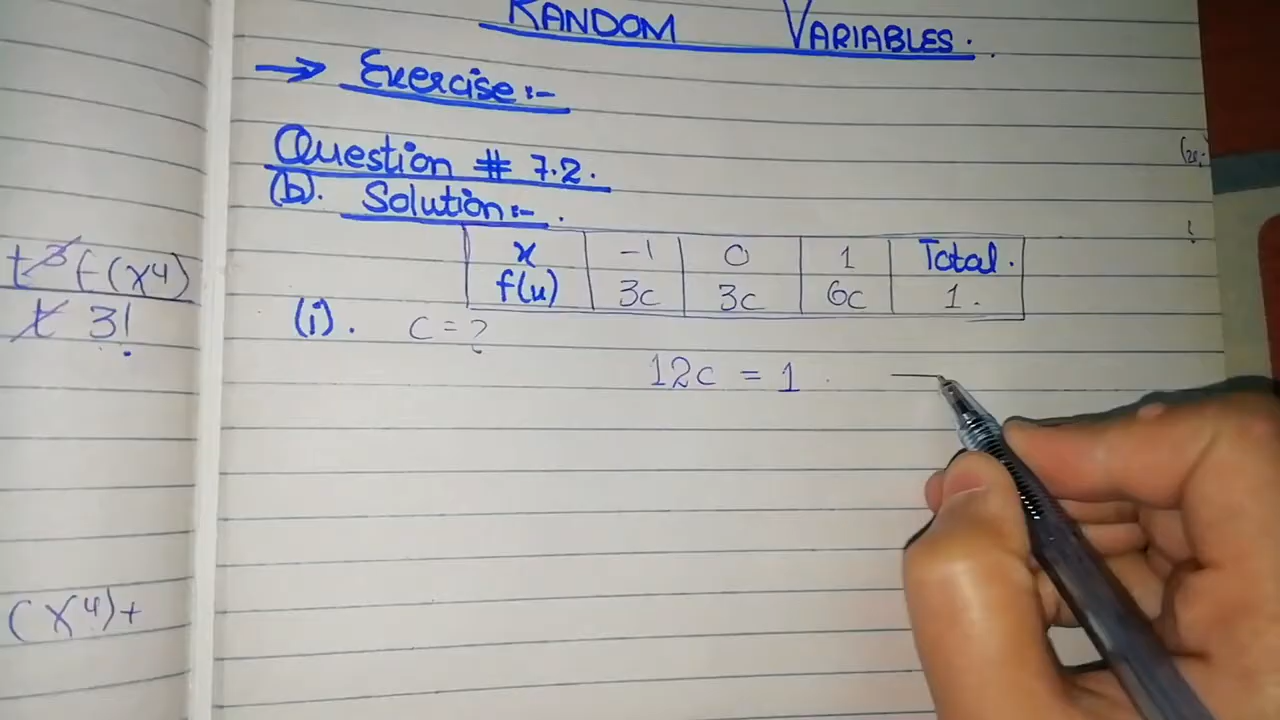 RANDOM VARIABLES.
→ Exercise:-
Question # 7.2.
(b). Solution:-.
x -1 0 1 Total.
f(x) 3c 3c 6c 1.
(i). C = ?
12c = 1
t³ E(X⁴)
t 3!
(X⁴)+